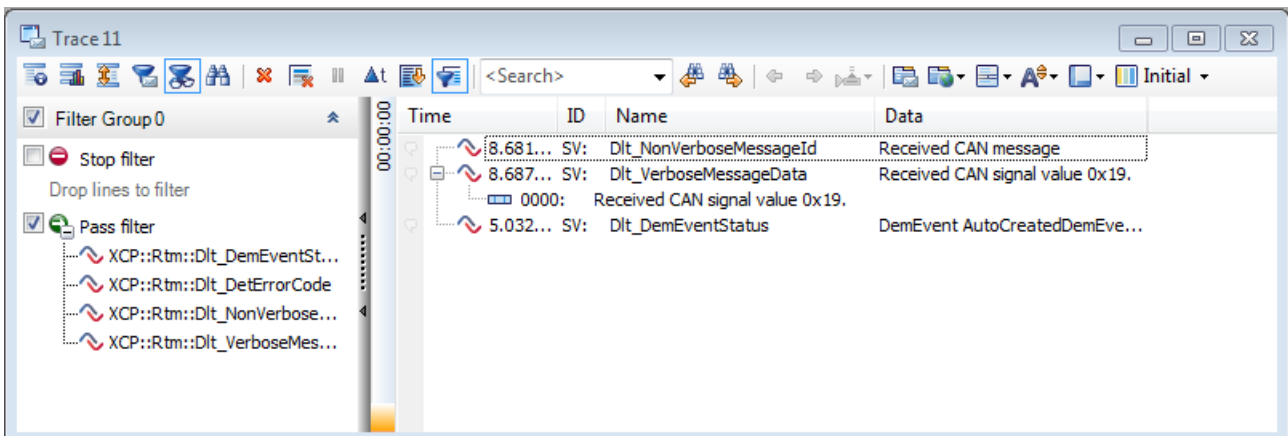 Trace 11
<Search>
Initial
Filter Group 0
Stop filter
Drop lines to filter
Pass filter
XCP::Rtm::Dlt_DemEventSt...
XCP::Rtm::Dlt_DetErrorCode
XCP::Rtm::Dlt_NonVerbose...
XCP::Rtm::Dlt_VerboseMes...
00:00:00
Time ID Name Data
8.681... SV: Dlt_NonVerboseMessageId Received CAN message
8.687... SV: Dlt_VerboseMessageData Received CAN signal value 0x19.
0000: Received CAN signal value 0x19.
5.032... SV: Dlt_DemEventStatus DemEvent AutoCreatedDemEve...